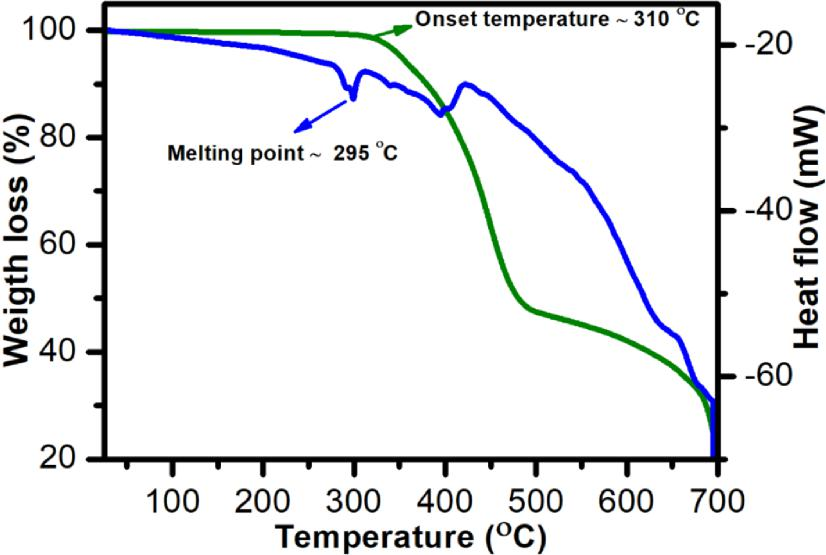 Onset temperature ~ 310 °C
Melting point ~ 295 °C
Weigth loss (%)
100
80
60
40
20
Heat flow (mW)
-20
-40
-60
100 200 300 400 500 600 700
Temperature (°C)